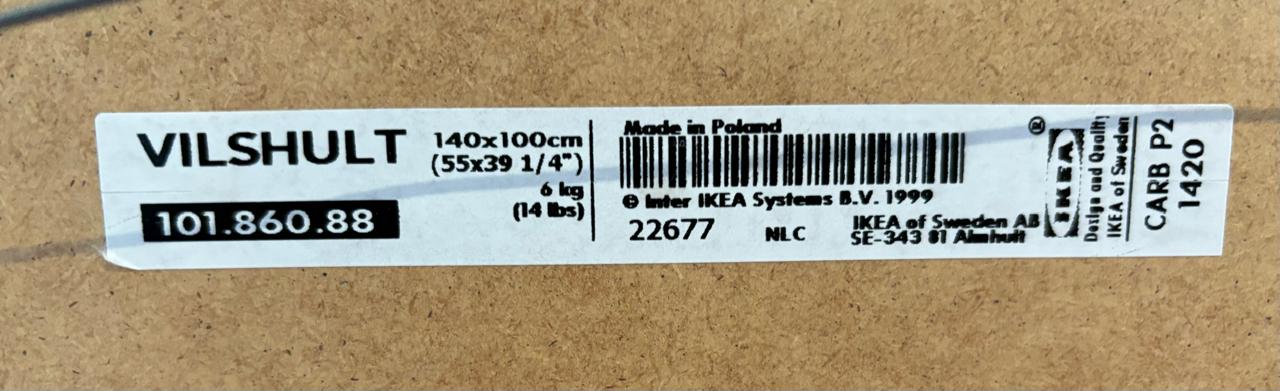 VILSHULT
101.860.88
140x100cm
(55x39 1/4")
6 kg
(14 lbs)
Made in Poland
© Inter IKEA Systems B.V. 1999
22677 NLC
IKEA of Sweden AB
SE-343 81 Älmhult
®
IKEA
Design and Quality
IKEA of Sweden
CARB P2
1420